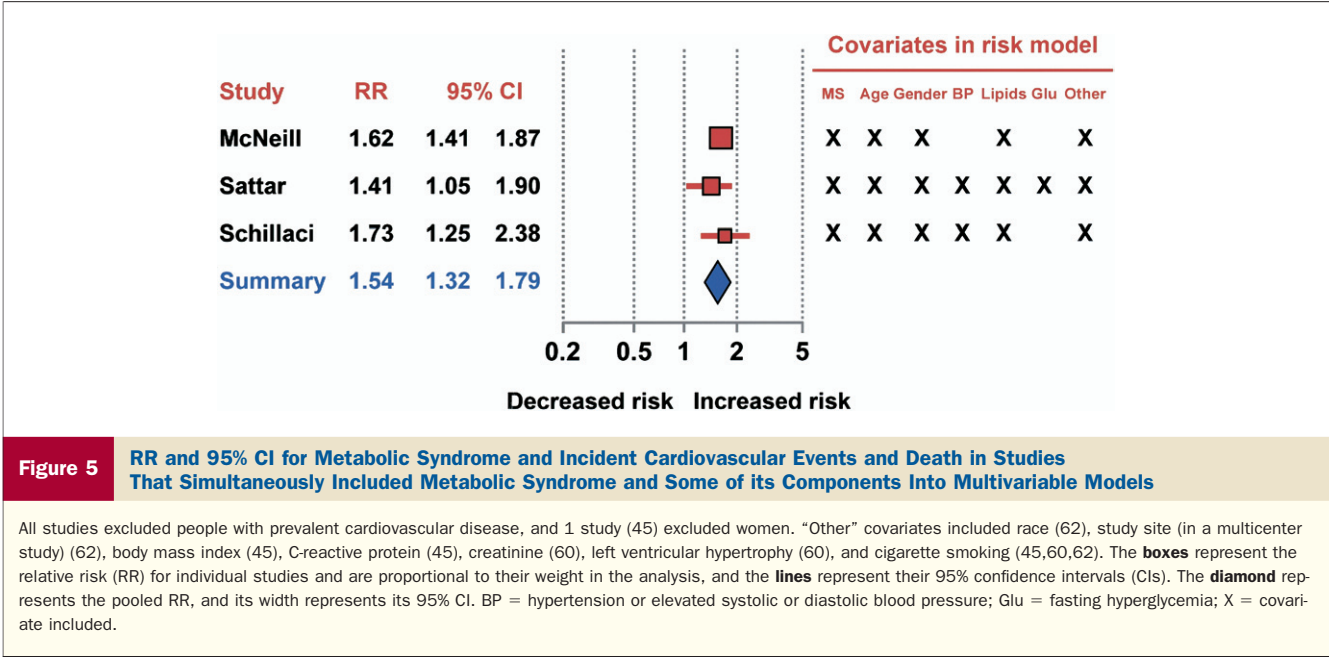 Covariates in risk model
Study RR 95% CI MS Age Gender BP Lipids Glu Other
McNeill 1.62 1.41 1.87 X X X X X
Sattar 1.41 1.05 1.90 X X X X X X X
Schillaci 1.73 1.25 2.38 X X X X X X
Summary 1.54 1.32 1.79
0.2 0.5 1 2 5
Decreased risk Increased risk
Figure 5
RR and 95% CI for Metabolic Syndrome and Incident Cardiovascular Events and Death in Studies
That Simultaneously Included Metabolic Syndrome and Some of its Components Into Multivariable Models
All studies excluded people with prevalent cardiovascular disease, and 1 study (45) excluded women. “Other” covariates included race (62), study site (in a multicenter
study) (62), body mass index (45), C-reactive protein (45), creatinine (60), left ventricular hypertrophy (60), and cigarette smoking (45,60,62). The boxes represent the
relative risk (RR) for individual studies and are proportional to their weight in the analysis, and the lines represent their 95% confidence intervals (CIs). The diamond rep-
resents the pooled RR, and its width represents its 95% CI. BP = hypertension or elevated systolic or diastolic blood pressure; Glu = fasting hyperglycemia; X = covari-
ate included.